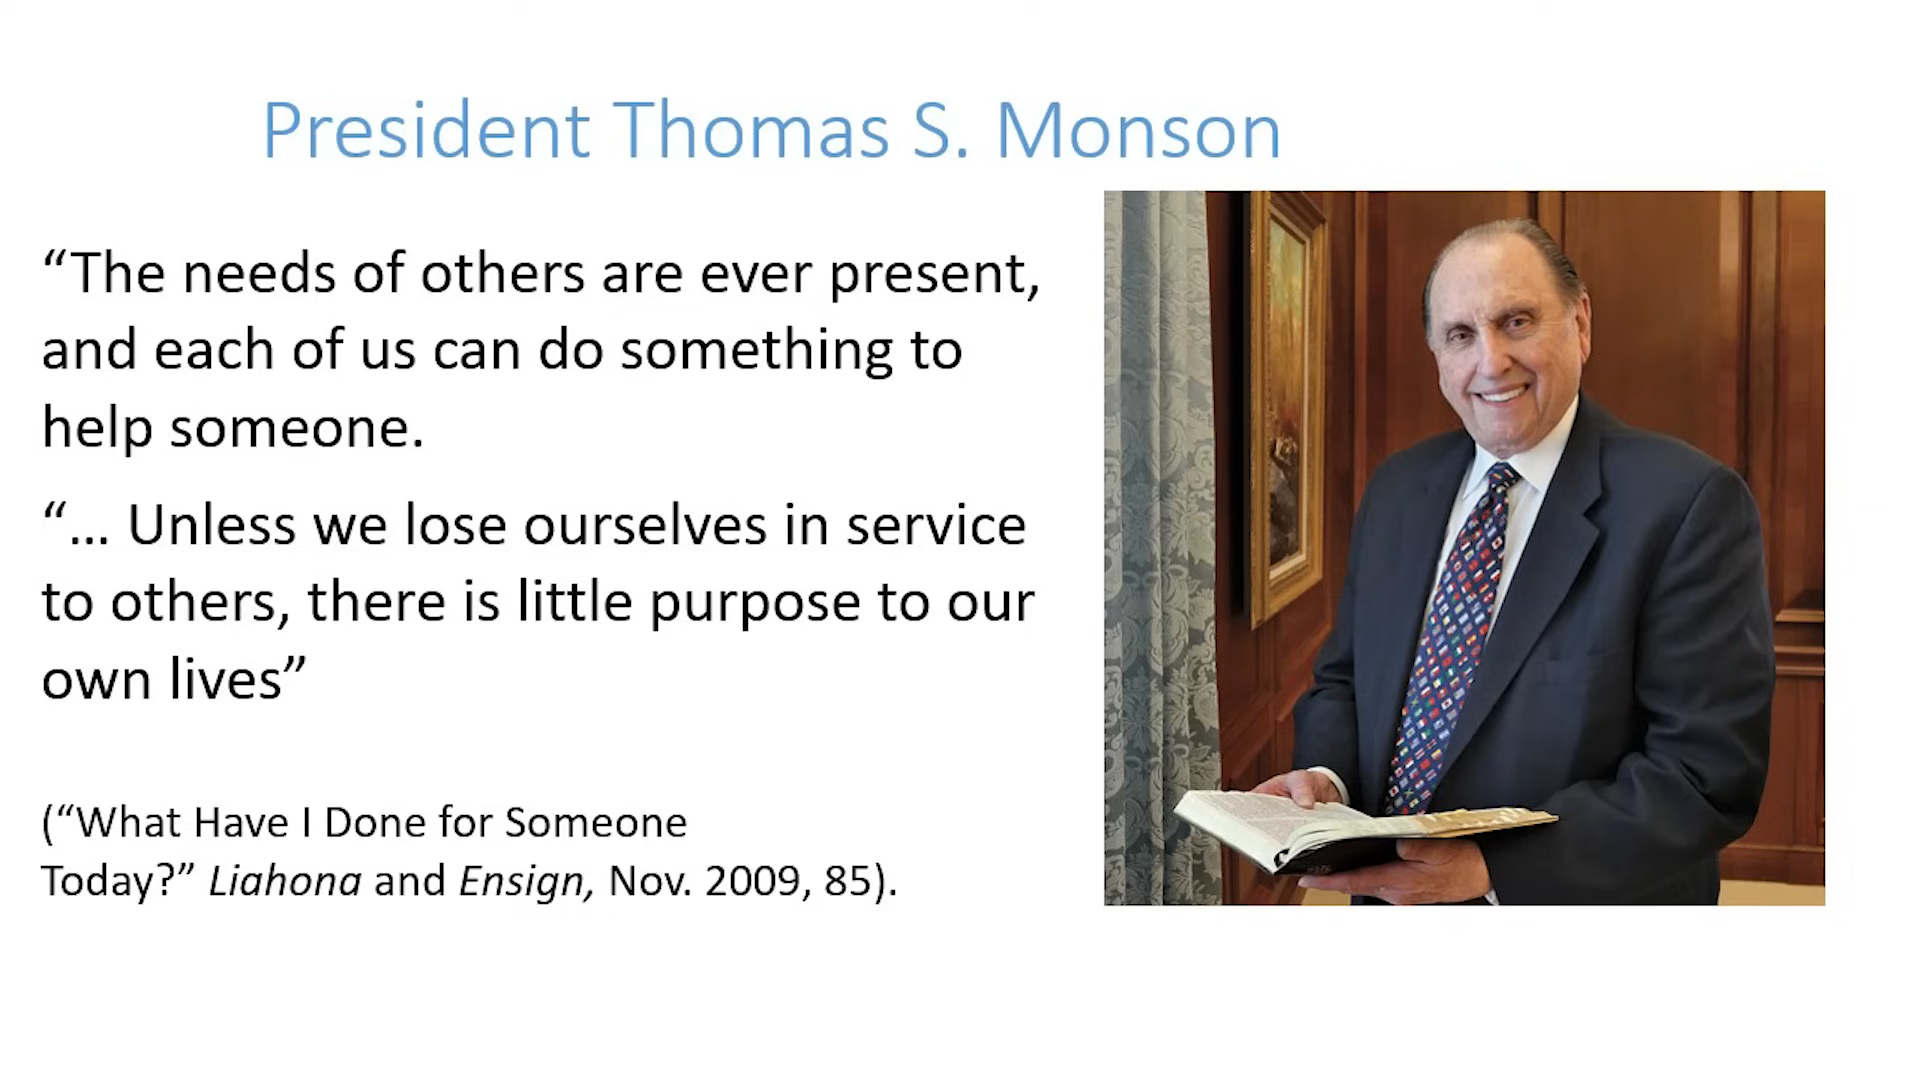 President Thomas S. Monson
“The needs of others are ever present,
and each of us can do something to
help someone.
“… Unless we lose ourselves in service
to others, there is little purpose to our
own lives”
(“What Have I Done for Someone
Today?” Liahona and Ensign, Nov. 2009, 85).